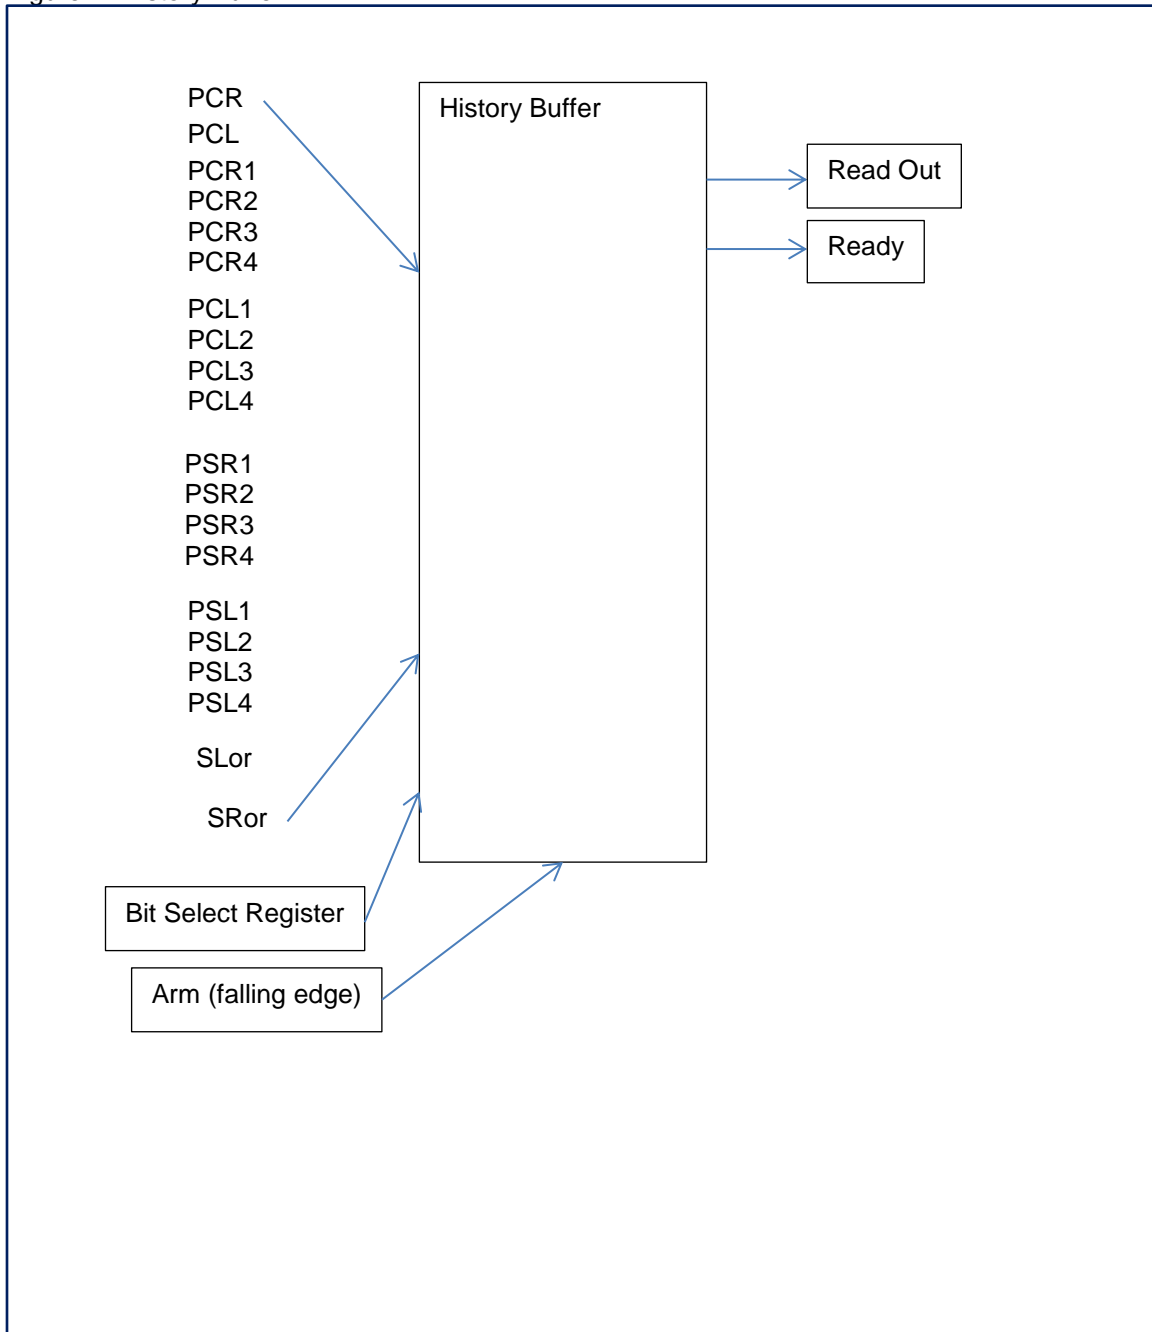 PCR
History Buffer
PCL
PCR1
Read Out
PCR2
PCR3
Ready
PCR4
PCL1
PCL2
PCL3
PCL4
PSR1
PSR2
PSR3
PSR4
PSL1
PSL2
PSL3
PSL4
SLor
SRor
Bit Select Register
Arm (falling edge)